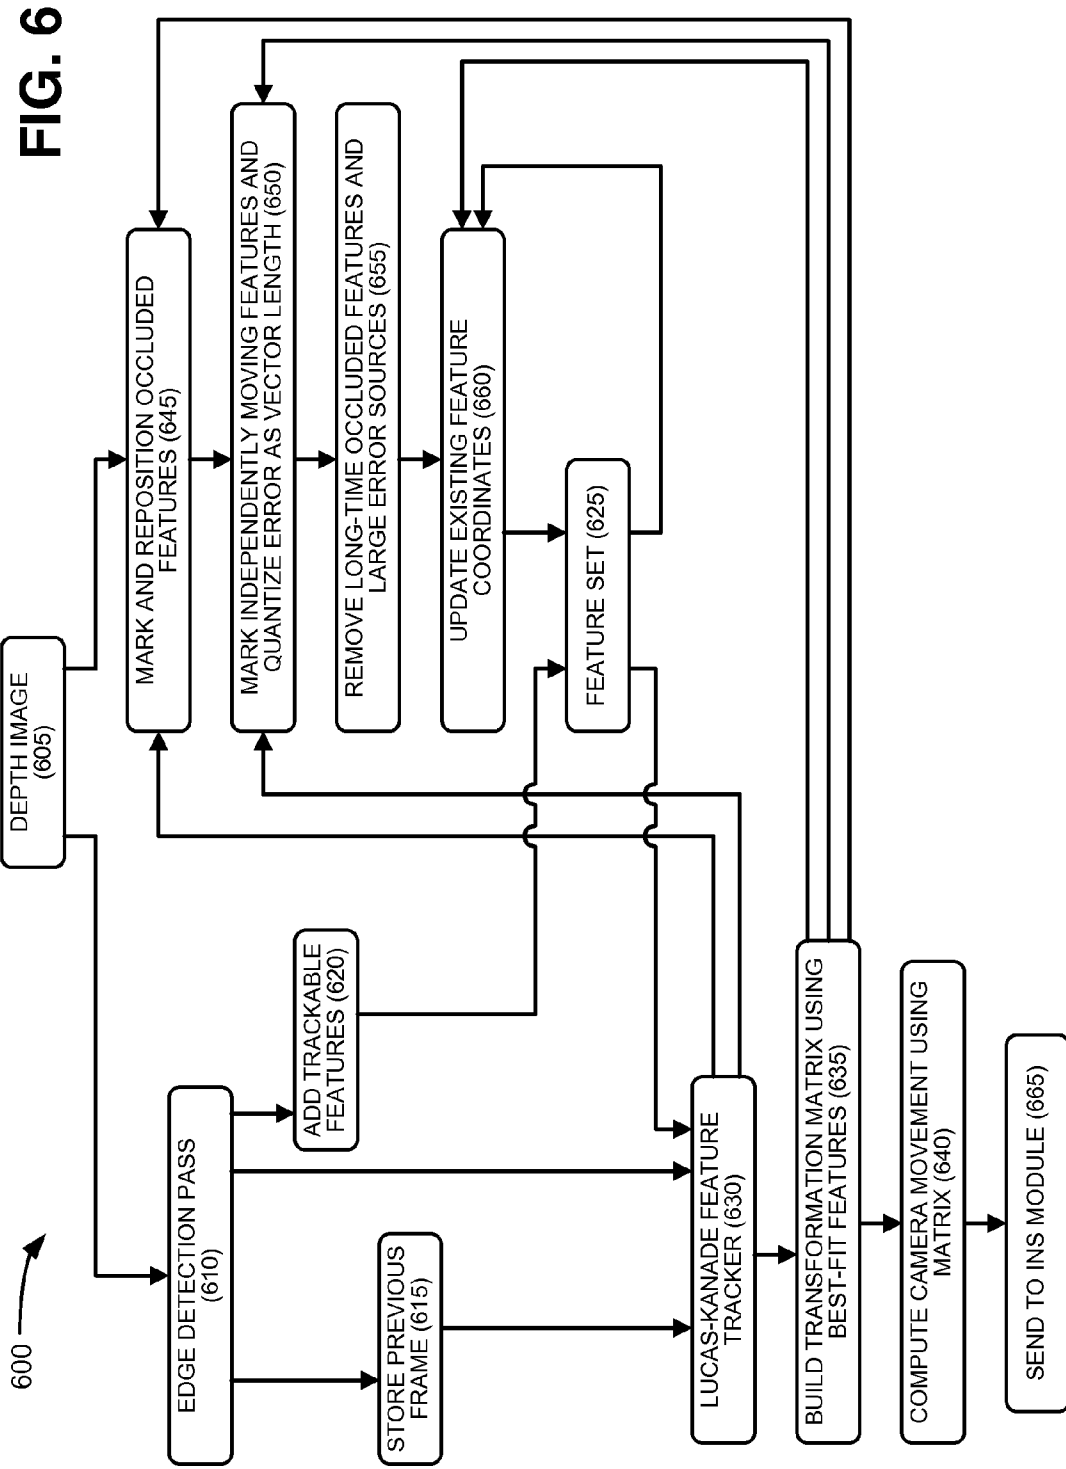 FIG. 6
600
DEPTH IMAGE
(605)
EDGE DETECTION PASS
(610)
STORE PREVIOUS
FRAME (615)
ADD TRACKABLE
FEATURES (620)
LUCAS-KANADE FEATURE
TRACKER (630)
BUILD TRANSFORMATION MATRIX USING
BEST-FIT FEATURES (635)
COMPUTE CAMERA MOVEMENT USING
MATRIX (640)
SEND TO INS MODULE (665)
MARK AND REPOSITION OCCLUDED
FEATURES (645)
MARK INDEPENDENTLY MOVING FEATURES AND
QUANTIZE ERROR AS VECTOR LENGTH (650)
REMOVE LONG-TIME OCCLUDED FEATURES AND
LARGE ERROR SOURCES (655)
UPDATE EXISTING FEATURE
COORDINATES (660)
FEATURE SET (625)